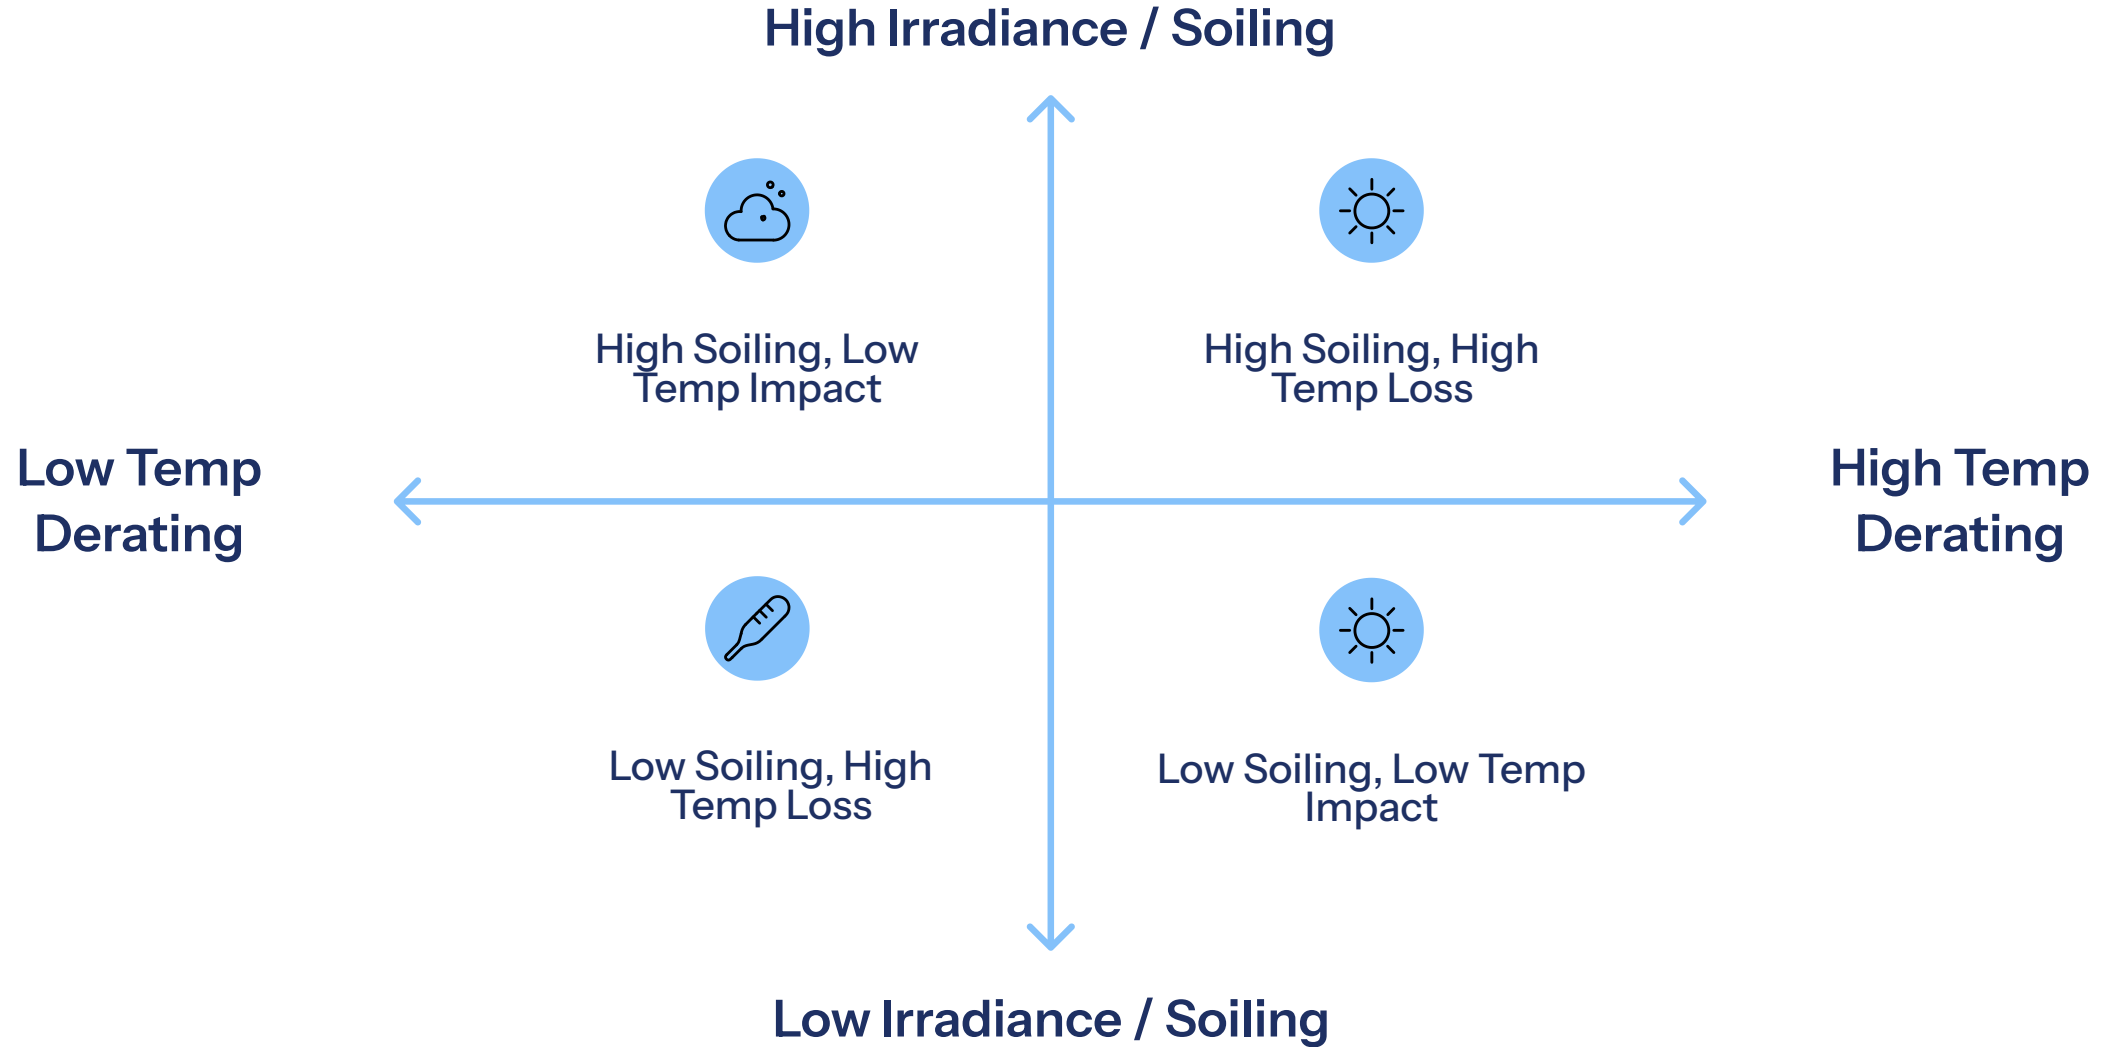 High Irradiance / Soiling
High Soiling, Low
Temp Impact
High Soiling, High
Temp Loss
Low Temp
Derating
High Temp
Derating
Low Soiling, High
Temp Loss
Low Soiling, Low Temp
Impact
Low Irradiance / Soiling